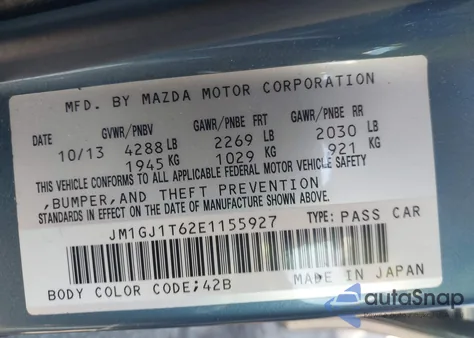 MFD. BY MAZDA MOTOR CORPORATION
DATE GVWR/PNBV GAWR/PNBE FRT GAWR/PNBE RR
10/13 4288 LB 2269 LB 2030 LB
1945 KG 1029 KG 921 KG
THIS VEHICLE CONFORMS TO ALL APPLICABLE FEDERAL MOTOR VEHICLE SAFETY
,BUMPER,AND THEFT PREVENTION
STANDARDS IN EFFECT ON THE DATE OF MANUFACTURE SHOWN ABOVE.
JM1GJ1T62E1155927 TYPE: PASS CAR
BODY COLOR CODE;42B MADE IN JAPAN
autoSnap